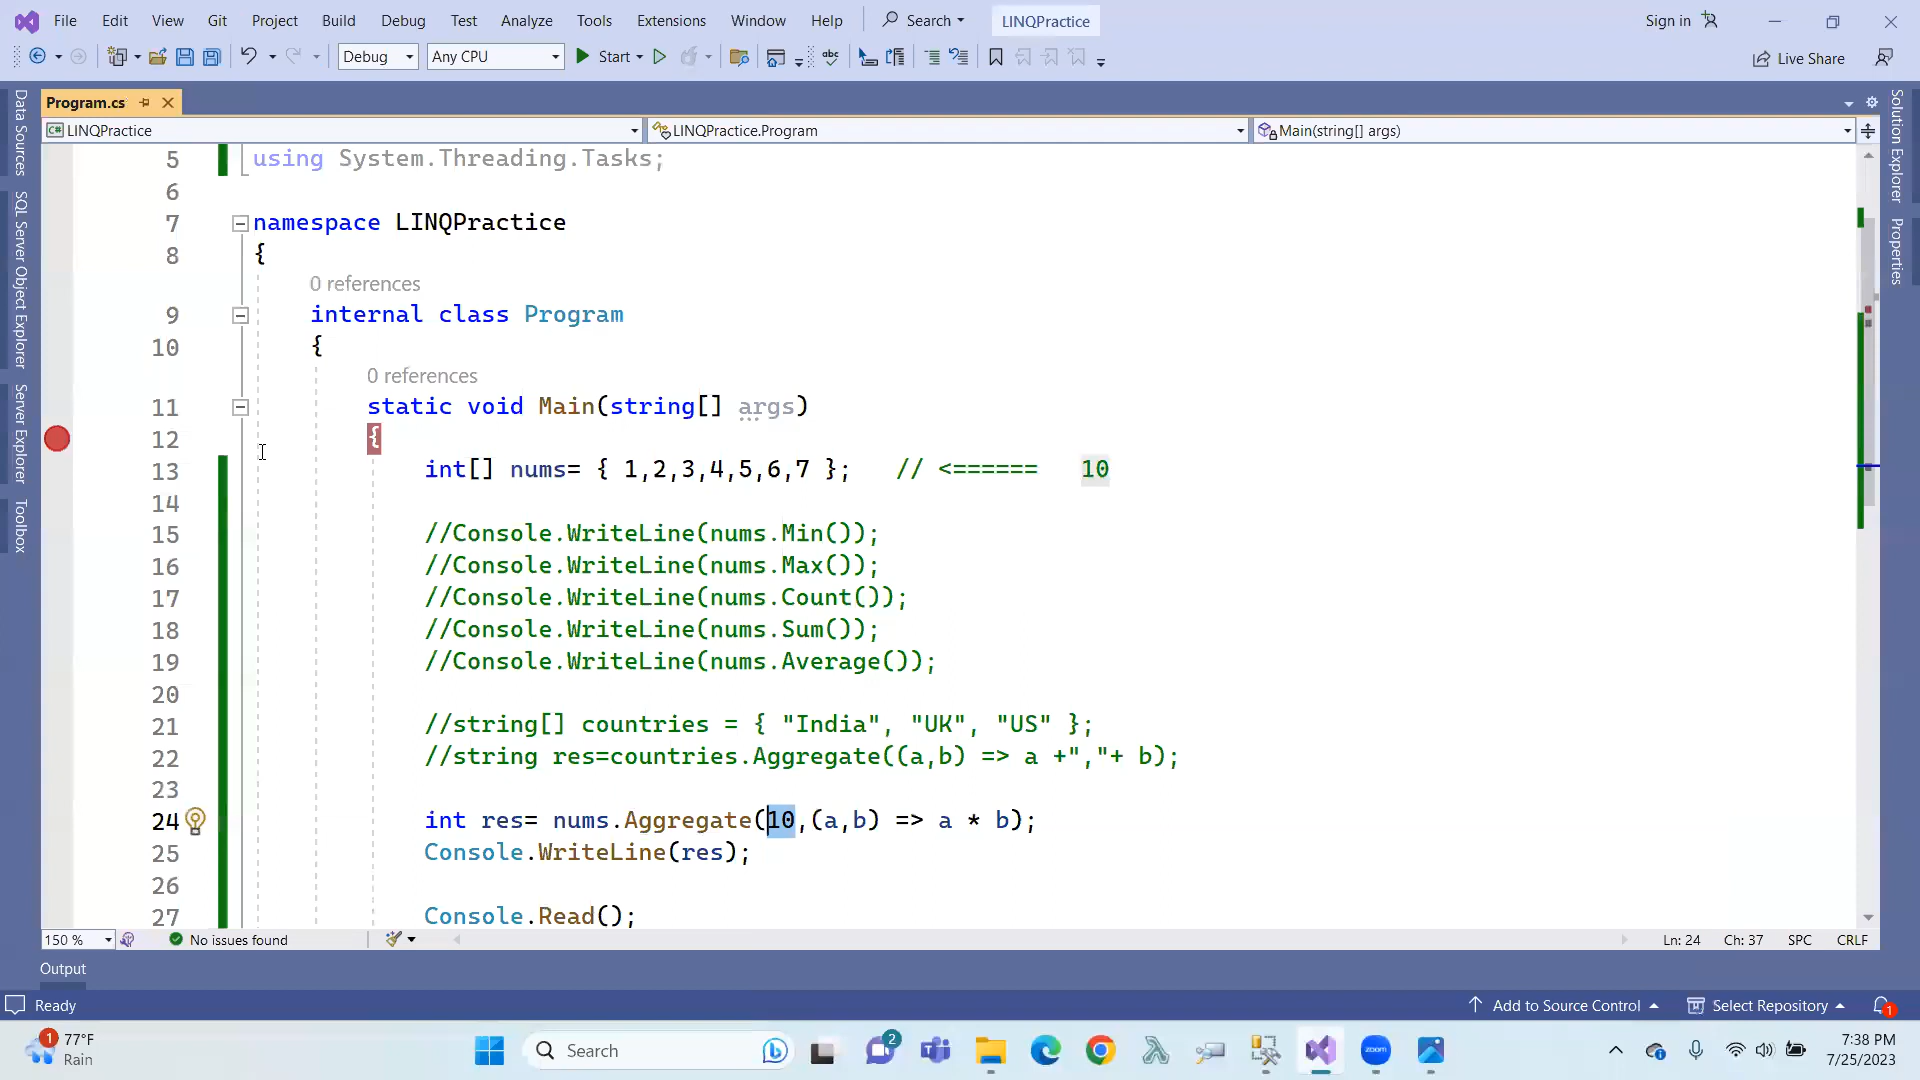 File Edit View Git Project Build Debug Test Analyze Tools Extensions Window Help Search LINQPractice Sign in
Debug Any CPU Start abc Live Share
Program.cs
LINQPractice LINQPractice.Program Main(string[] args)
Data Sources
SQL Server Object Explorer
Server Explorer
Toolbox
Solution Explorer
Properties
5 using System.Threading.Tasks;
6
7 namespace LINQPractice
8 {
0 references
9 internal class Program
10 {
0 references
11 static void Main(string[] args)
12 {
13 int[] nums= { 1,2,3,4,5,6,7 }; // <====== 10
14
15 //Console.WriteLine(nums.Min());
16 //Console.WriteLine(nums.Max());
17 //Console.WriteLine(nums.Count());
18 //Console.WriteLine(nums.Sum());
19 //Console.WriteLine(nums.Average());
20
21 //string[] countries = { "India", "UK", "US" };
22 //string res=countries.Aggregate((a,b) => a +","+ b);
23
24 int res= nums.Aggregate(10,(a,b) => a * b);
25 Console.WriteLine(res);
26
27 Console.Read();
150 % No issues found Ln: 24 Ch: 37 SPC CRLF
Output
Ready Add to Source Control Select Repository 1
1 77°F
Rain
Search
2
zoom
7:38 PM
7/25/2023